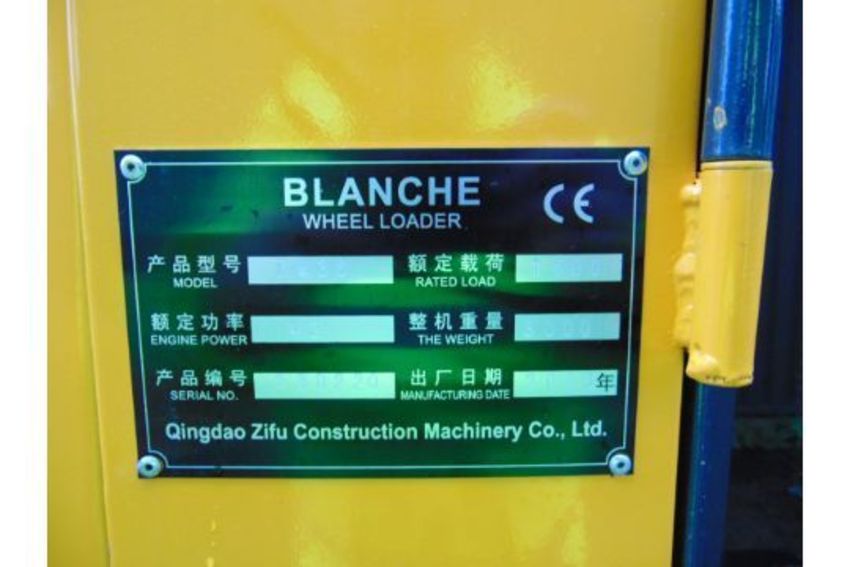 BLANCHE CE
WHEEL LOADER
产品型号 额定载荷
MODEL RATED LOAD
额定功率 整机重量
ENGINE POWER THE WEIGHT
产品编号 出厂日期 年
SERIAL NO. MANUFACTURING DATE
Qingdao Zifu Construction Machinery Co., Ltd.